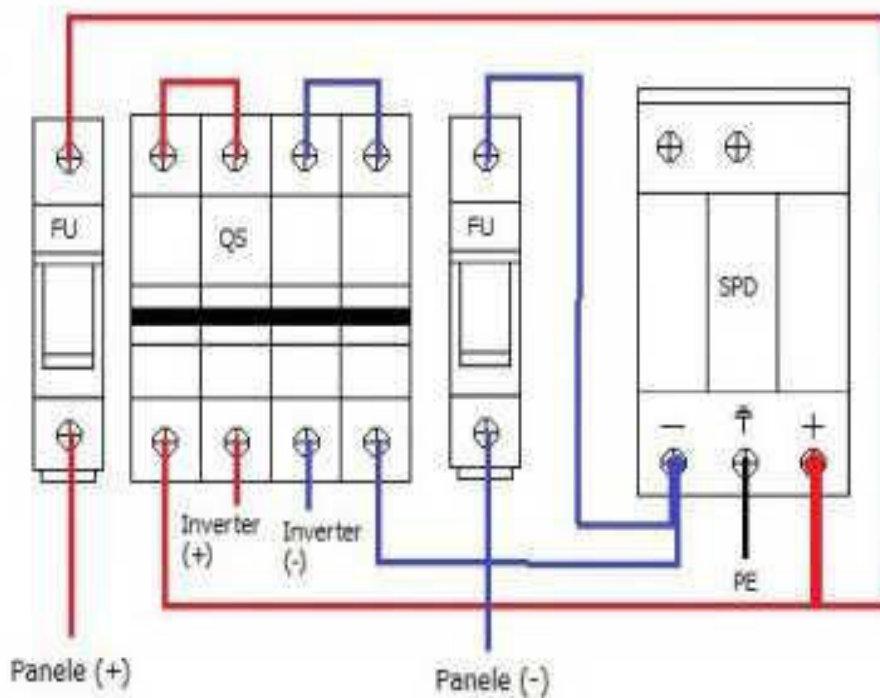 FU
QS
FU
SPD
− +
Inverter
(+)
Inverter
(-)
PE
Panele (+)
Panele (-)